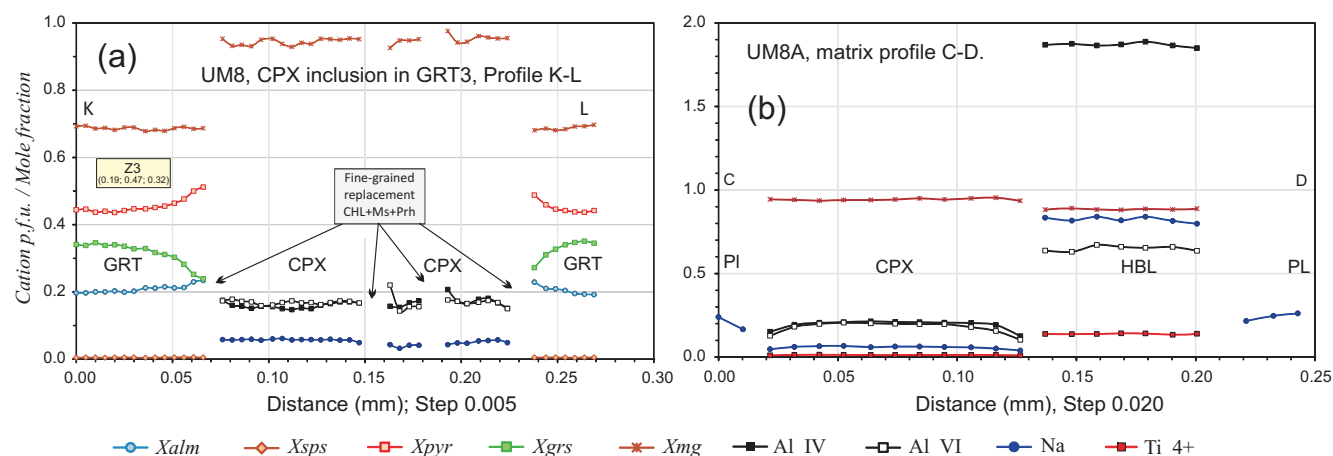 (a)
UM8, CPX inclusion in GRT3, Profile K-L
K
L
Z3
(0.19; 0.47; 0.32)
Fine-grained
replacement
CHL+Ms+Prh
GRT
CPX
CPX
GRT
Cation p.f.u. / Mole fraction
1.0
0.8
0.6
0.4
0.2
0.0
0.00
0.05
0.10
0.15
0.20
0.25
0.30
Distance (mm); Step 0.005
UM8A, matrix profile C-D.
(b)
C
D
Pl
CPX
HBL
PL
2.0
1.5
1.0
0.5
0.0
0.00
0.05
0.10
0.15
0.20
0.25
Distance (mm), Step 0.020
Xalm
Xsps
Xpyr
Xgrs
Xmg
Al IV
Al VI
Na
Ti 4+